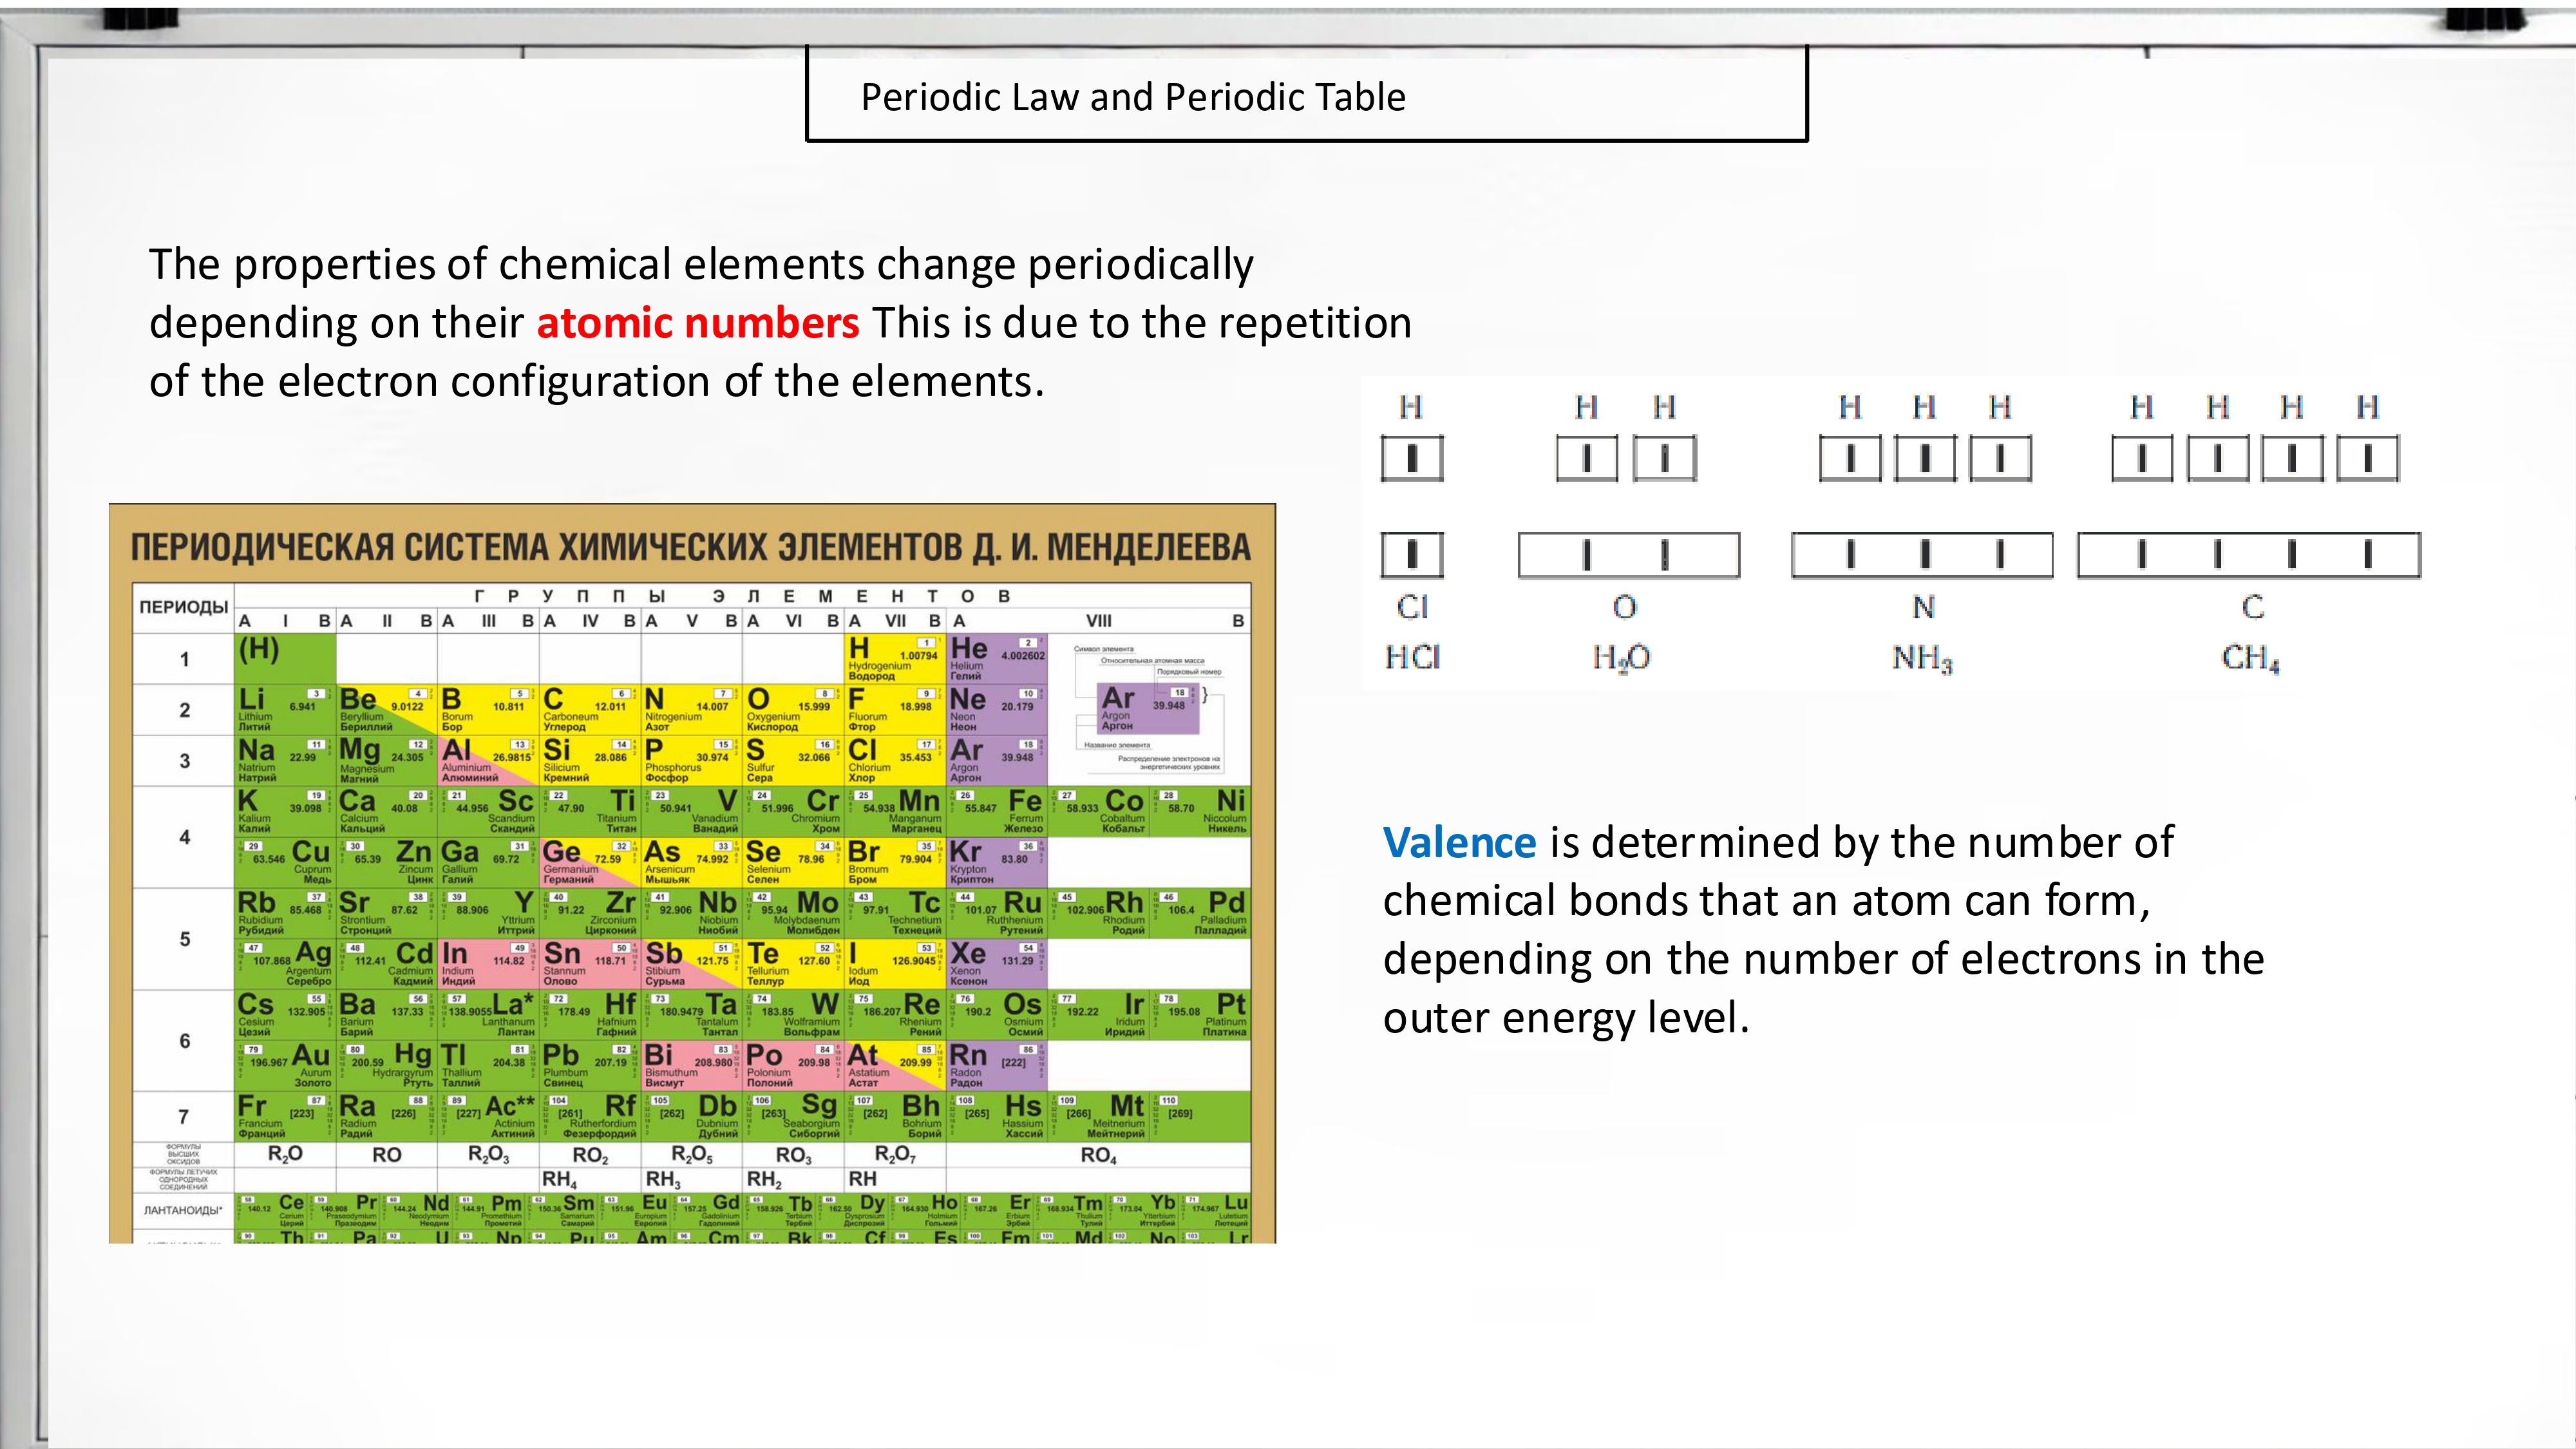 Periodic Law and Periodic Table
The properties of chemical elements change periodically
depending on their atomic numbers This is due to the repetition
of the electron configuration of the elements.
H H H H H H H H H H
Cl O N C
HCl H₂O NH₃ CH₄
Valence is determined by the number of
chemical bonds that an atom can form,
depending on the number of electrons in the
outer energy level.
ПЕРИОДИЧЕСКАЯ СИСТЕМА ХИМИЧЕСКИХ ЭЛЕМЕНТОВ Д. И. МЕНДЕЛЕЕВА
ПЕРИОДЫ
ГРУППЫ ЭЛЕМЕНТОВ
A I B A II B A III B A IV B A V B A VI B A VII B A VIII B
1 (H) H 1 1.00794 Hydrogenium Водород He 2 4.002602 Helium Гелий
Символ элемента
Относительная атомная масса
Порядковый номер
Ar 18 39.948 Argon Аргон
Название элемента
Распределение электронов на
энергетических уровнях
2 Li 3 6.941 Lithium Литий Be 4 9.0122 Beryllium Бериллий B 5 10.811 Borum Бор C 6 12.011 Carboneum Углерод N 7 14.007 Nitrogenium Азот O 8 15.999 Oxygenium Кислород F 9 18.998 Fluorum Фтор Ne 10 20.179 Neon Неон
3 Na 11 22.99 Natrium Натрий Mg 12 24.305 Magnesium Магний Al 13 26.9815 Aluminium Алюминий Si 14 28.086 Silicium Кремний P 15 30.974 Phosphorus Фосфор S 16 32.066 Sulfur Сера Cl 17 35.453 Chlorium Хлор Ar 18 39.948 Argon Аргон
4 K 19 39.098 Kalium Калий Ca 20 40.08 Calcium Кальций 21 44.956 Sc Scandium Скандий 22 47.90 Ti Titanium Титан 23 50.941 V Vanadium Ванадий 24 51.996 Cr Chromium Хром 25 54.938 Mn Manganum Марганец 26 55.847 Fe Ferrum Железо 27 58.933 Co Cobaltum Кобальт 28 58.70 Ni Niccolum Никель
29 63.546 Cu Cuprum Медь 30 65.39 Zn Zincum Цинк Ga 31 69.72 Gallium Галий Ge 32 72.59 Germanium Германий As 33 74.992 Arsenicum Мышьяк Se 34 78.96 Selenium Селен Br 35 79.904 Bromum Бром Kr 36 83.80 Krypton Криптон
5 Rb 37 85.468 Rubidium Рубидий Sr 38 87.62 Strontium Стронций 39 88.906 Y Yttrium Иттрий 40 91.22 Zr Zirconium Цирконий 41 92.906 Nb Niobium Ниобий 42 95.94 Mo Molybdaenum Молибден 43 97.91 Tc Technetium Технеций 44 101.07 Ru Ruthenium Рутений 45 102.906 Rh Rhodium Родий 46 106.4 Pd Palladium Палладий
47 107.868 Ag Argentum Серебро 48 112.41 Cd Cadmium Кадмий In 49 114.82 Indium Индий Sn 50 118.71 Stannum Олово Sb 51 121.75 Stibium Сурьма Te 52 127.60 Tellurium Теллур I 53 126.9045 Iodum Иод Xe 54 131.29 Xenon Ксенон
6 Cs 55 132.905 Cesium Цезий Ba 56 137.33 Barium Барий 57 138.9055 La* Lanthanum Лантан 72 178.49 Hf Hafnium Гафний 73 180.9479 Ta Tantalum Тантал 74 183.85 W Wolframium Вольфрам 75 186.207 Re Rhenium Рений 76 190.2 Os Osmium Осмий 77 192.22 Ir Iridium Иридий 78 195.08 Pt Platinum Платина
79 196.967 Au Aurum Золото 80 200.59 Hg Hydrargyrum Ртуть Tl 81 204.38 Thallium Таллий Pb 82 207.19 Plumbum Свинец Bi 83 208.980 Bismuthum Висмут Po 84 209.98 Polonium Полоний At 85 209.99 Astatium Астат Rn 86 [222] Radon Радон
7 Fr 87 [223] Francium Франций Ra 88 [226] Radium Радий 89 [227] Ac** Actinium Актиний 104 [261] Rf Rutherfordium Фезерфордий 105 [262] Db Dubnium Дубний 106 [263] Sg Seaborgium Сиборгий 107 [262] Bh Bohrium Борий 108 [265] Hs Hassium Хассий 109 [266] Mt Meitnerium Мейтнерий 110 [269]
ФОРМУЛЫ ВЫСШИХ ОКСИДОВ R₂O RO R₂O₃ RO₂ R₂O₅ RO₃ R₂O₇ RO₄
ФОРМУЛЫ ЛЕТУЧИХ ОДНОРОДНЫХ СОЕДИНЕНИЙ RH₄ RH₃ RH₂ RH
ЛАНТАНОИДЫ* 58 140.12 Ce Cerium Церий 59 140.908 Pr Praseodymium Празеодим 60 144.24 Nd Neodymium Неодим 61 144.91 Pm Promethium Прометий 62 150.36 Sm Samarium Самарий 63 151.96 Eu Europium Европий 64 157.25 Gd Gadolinium Гадолиний 65 158.926 Tb Terbium Тербий 66 162.50 Dy Dysprosium Диспрозий 67 164.930 Ho Holmium Гольмий 68 167.26 Er Erbium Эрбий 69 168.934 Tm Thulium Тулий 70 173.04 Yb Ytterbium Иттербий 71 174.967 Lu Lutetium Лютеций
90 Th 91 Pa 92 U 93 Np 94 Pu 95 Am 96 Cm 97 Bk 98 Cf 99 Es 100 Fm 101 Md 102 No 103 Lr